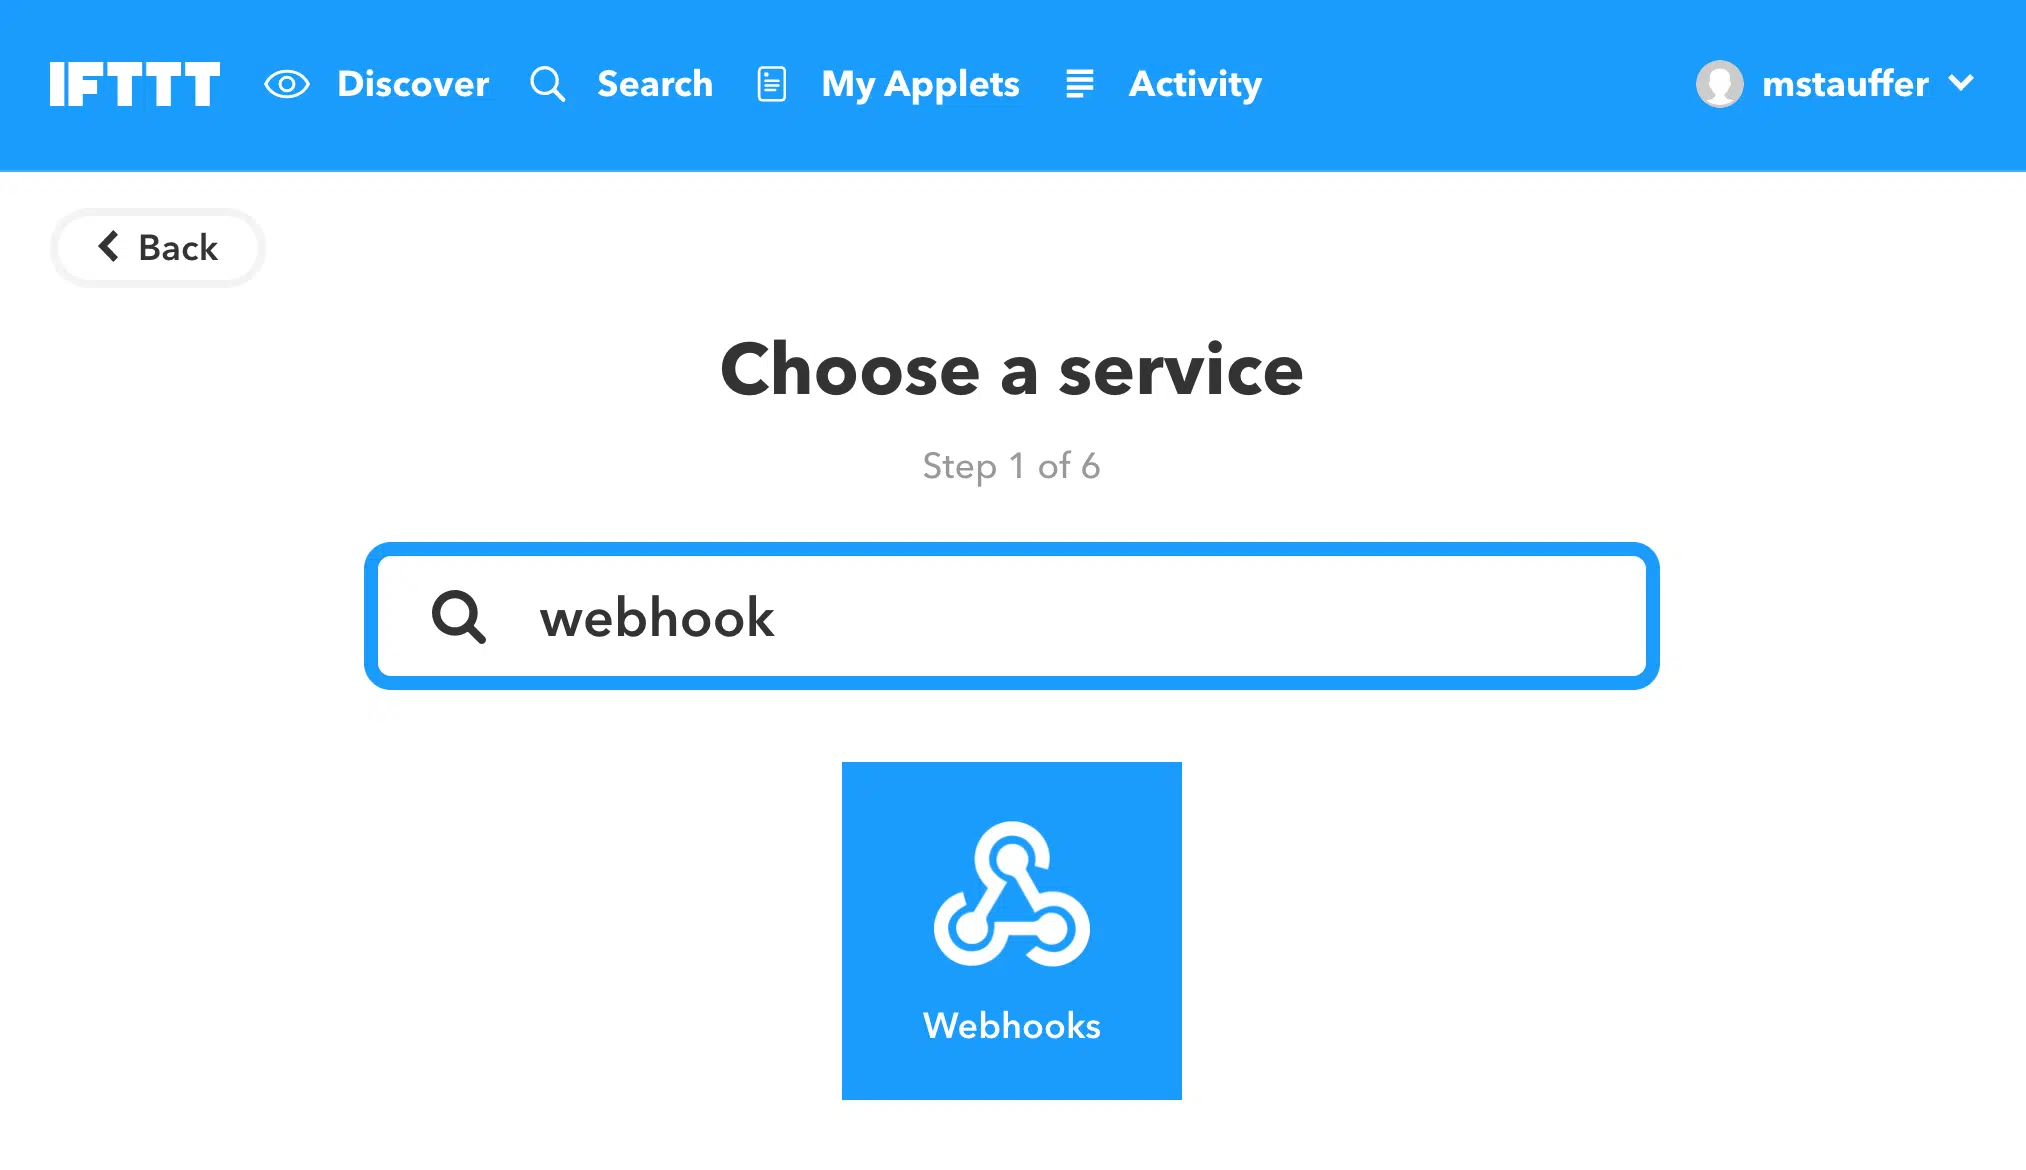 IFTTT Discover Search My Applets Activity mstauffer
Back
Choose a service
Step 1 of 6
webhook
Webhooks